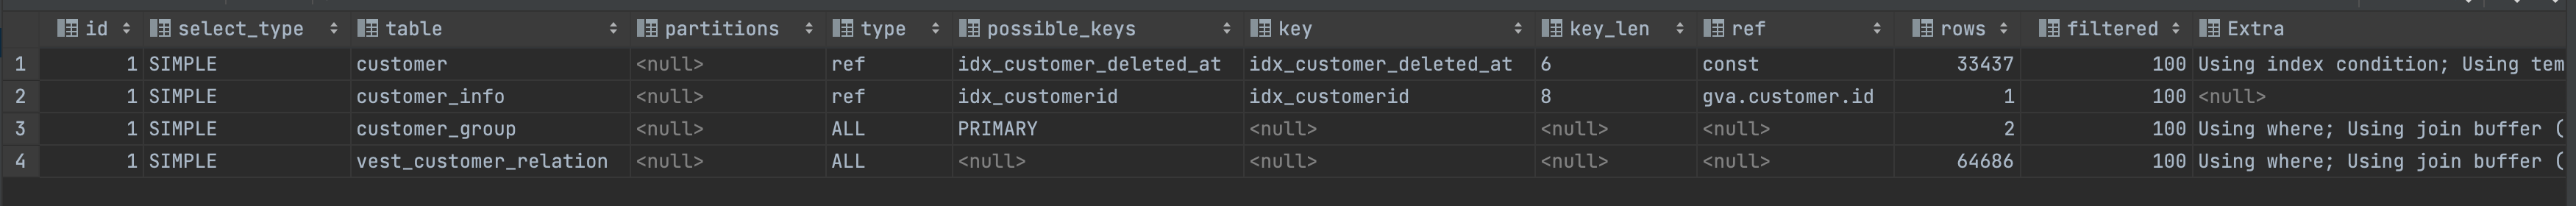 id select_type table partitions type possible_keys key key_len ref rows filtered Extra
1 1 SIMPLE customer <null> ref idx_customer_deleted_at idx_customer_deleted_at 6 const 33437 100 Using index condition; Using tem
2 1 SIMPLE customer_info <null> ref idx_customerid idx_customerid 8 gva.customer.id 1 100 <null>
3 1 SIMPLE customer_group <null> ALL PRIMARY <null> <null> <null> 2 100 Using where; Using join buffer (
4 1 SIMPLE vest_customer_relation <null> ALL <null> <null> <null> <null> 64686 100 Using where; Using join buffer (